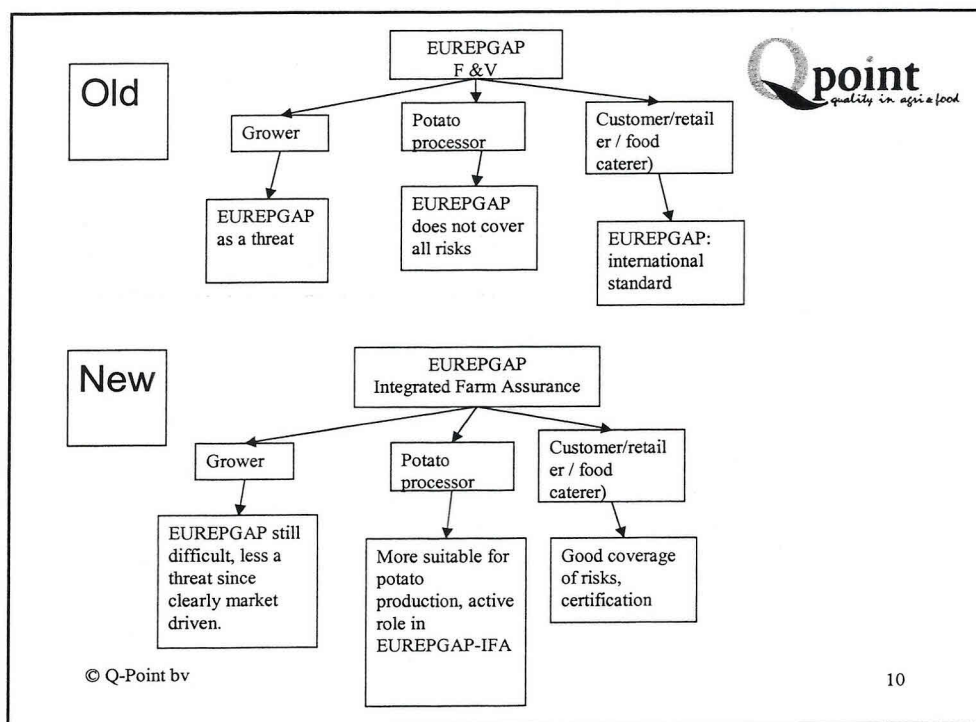 Old
EUREPGAP
F &V
Qpoint
quality in agri & food
Grower
Potato
processor
Customer/retail
er / food
caterer)
EUREPGAP
as a threat
EUREPGAP
does not cover
all risks
EUREPGAP:
international
standard
New
EUREPGAP
Integrated Farm Assurance
Grower
Potato
processor
Customer/retail
er / food
caterer)
EUREPGAP still
difficult, less a
threat since
clearly market
driven.
More suitable for
potato
production, active
role in
EUREPGAP-IFA
Good coverage
of risks,
certification
© Q-Point bv
10